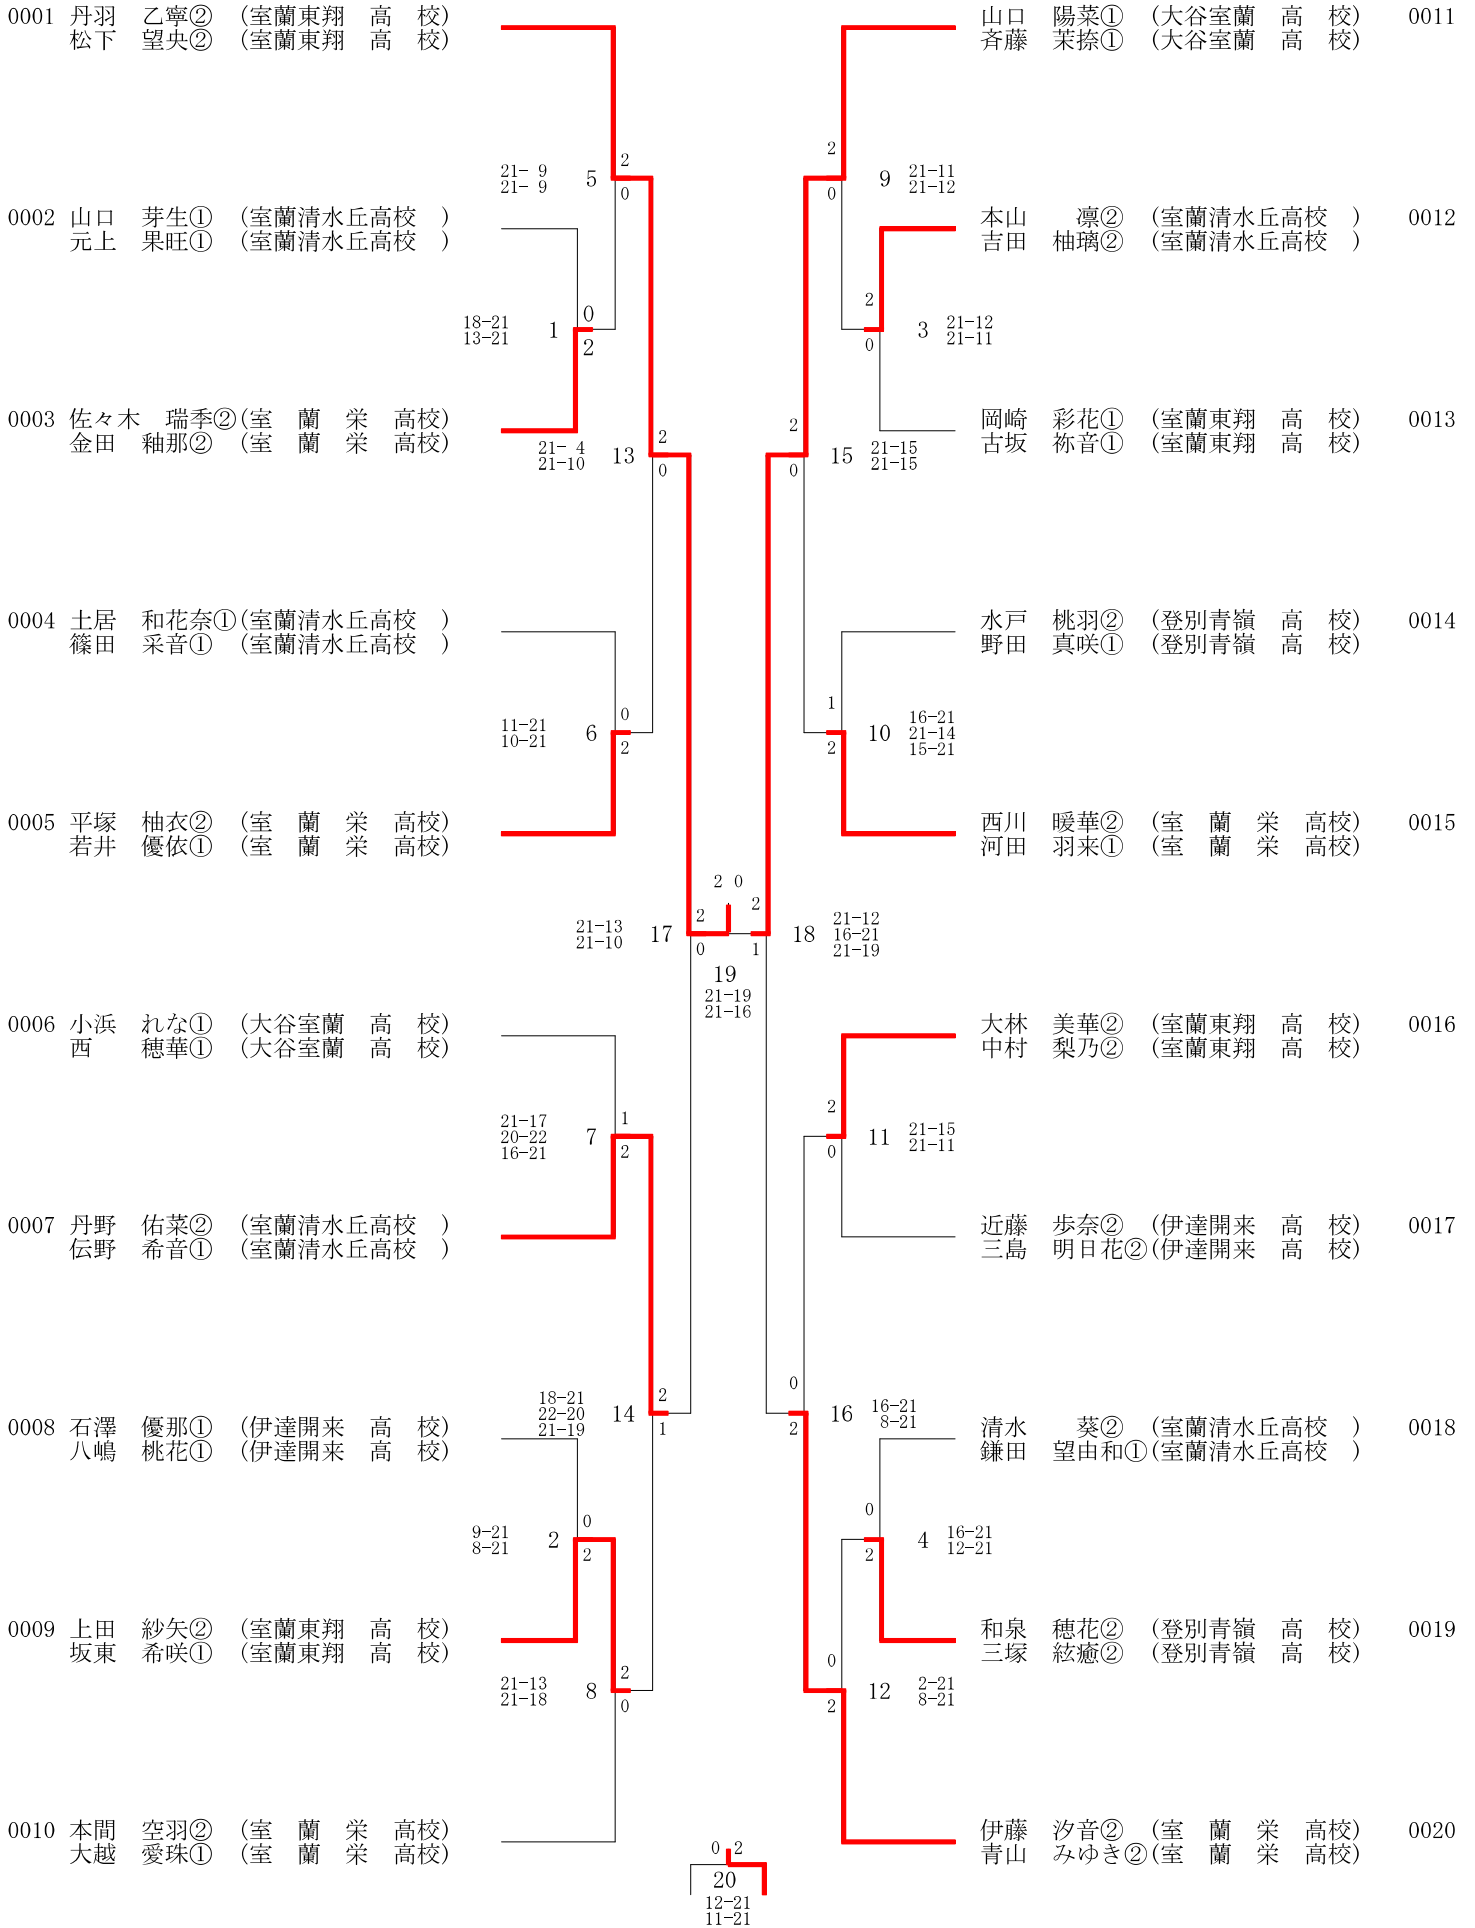 0001 丹羽　乙寧②　(室蘭東翔　高　校)
松下　望央②　(室蘭東翔　高　校)
21- 9
21- 9
5
2
0
0002 山口　芽生①　(室蘭清水丘高校　)
元上　果旺①　(室蘭清水丘高校　)
18-21
13-21
1
0
2
0003 佐々木　瑞季②(室　蘭　栄　高校)
金田　釉那②　(室　蘭　栄　高校)
21- 4
21-10
13
2
0
0004 土居　和花奈①(室蘭清水丘高校　)
篠田　采音①　(室蘭清水丘高校　)
11-21
10-21
6
0
2
0005 平塚　柚衣②　(室　蘭　栄　高校)
若井　優依①　(室　蘭　栄　高校)
21-13
21-10
17
2
0
2 0
19
21-19
21-16
0006 小浜　れな①　(大谷室蘭　高　校)
西　　穂華①　(大谷室蘭　高　校)
21-17
20-22
16-21
7
1
2
0007 丹野　佑菜②　(室蘭清水丘高校　)
伝野　希音①　(室蘭清水丘高校　)
18-21
22-20
21-19
14
2
1
0008 石澤　優那①　(伊達開来　高　校)
八嶋　桃花①　(伊達開来　高　校)
9-21
8-21
2
0
2
0009 上田　紗矢②　(室蘭東翔　高　校)
坂東　希咲①　(室蘭東翔　高　校)
21-13
21-18
8
2
0
0010 本間　空羽②　(室　蘭　栄　高校)
大越　愛珠①　(室　蘭　栄　高校)
0 2
20
12-21
11-21
山口　陽菜①　(大谷室蘭　高　校)　0011
斉藤　茉捺①　(大谷室蘭　高　校)
2
0
9
21-11
21-12
本山　　凛②　(室蘭清水丘高校　)　0012
吉田　柚璃②　(室蘭清水丘高校　)
2
0
3
21-12
21-11
岡崎　彩花①　(室蘭東翔　高　校)　0013
古坂　祢音①　(室蘭東翔　高　校)
2
0
15
21-15
21-15
水戸　桃羽②　(登別青嶺　高　校)　0014
野田　真咲①　(登別青嶺　高　校)
1
2
10
16-21
21-14
15-21
西川　暖華②　(室　蘭　栄　高校)　0015
河田　羽来①　(室　蘭　栄　高校)
2
1
18
21-12
16-21
21-19
大林　美華②　(室蘭東翔　高　校)　0016
中村　梨乃②　(室蘭東翔　高　校)
2
0
11
21-15
21-11
近藤　歩奈②　(伊達開来　高　校)　0017
三島　明日花②(伊達開来　高　校)
0
2
16
16-21
8-21
清水　　葵②　(室蘭清水丘高校　)　0018
鎌田　望由和①(室蘭清水丘高校　)
0
2
4
16-21
12-21
和泉　穂花②　(登別青嶺　高　校)　0019
三塚　絃癒②　(登別青嶺　高　校)
0
2
12
2-21
8-21
伊藤　汐音②　(室　蘭　栄　高校)　0020
青山　みゆき②(室　蘭　栄　高校)